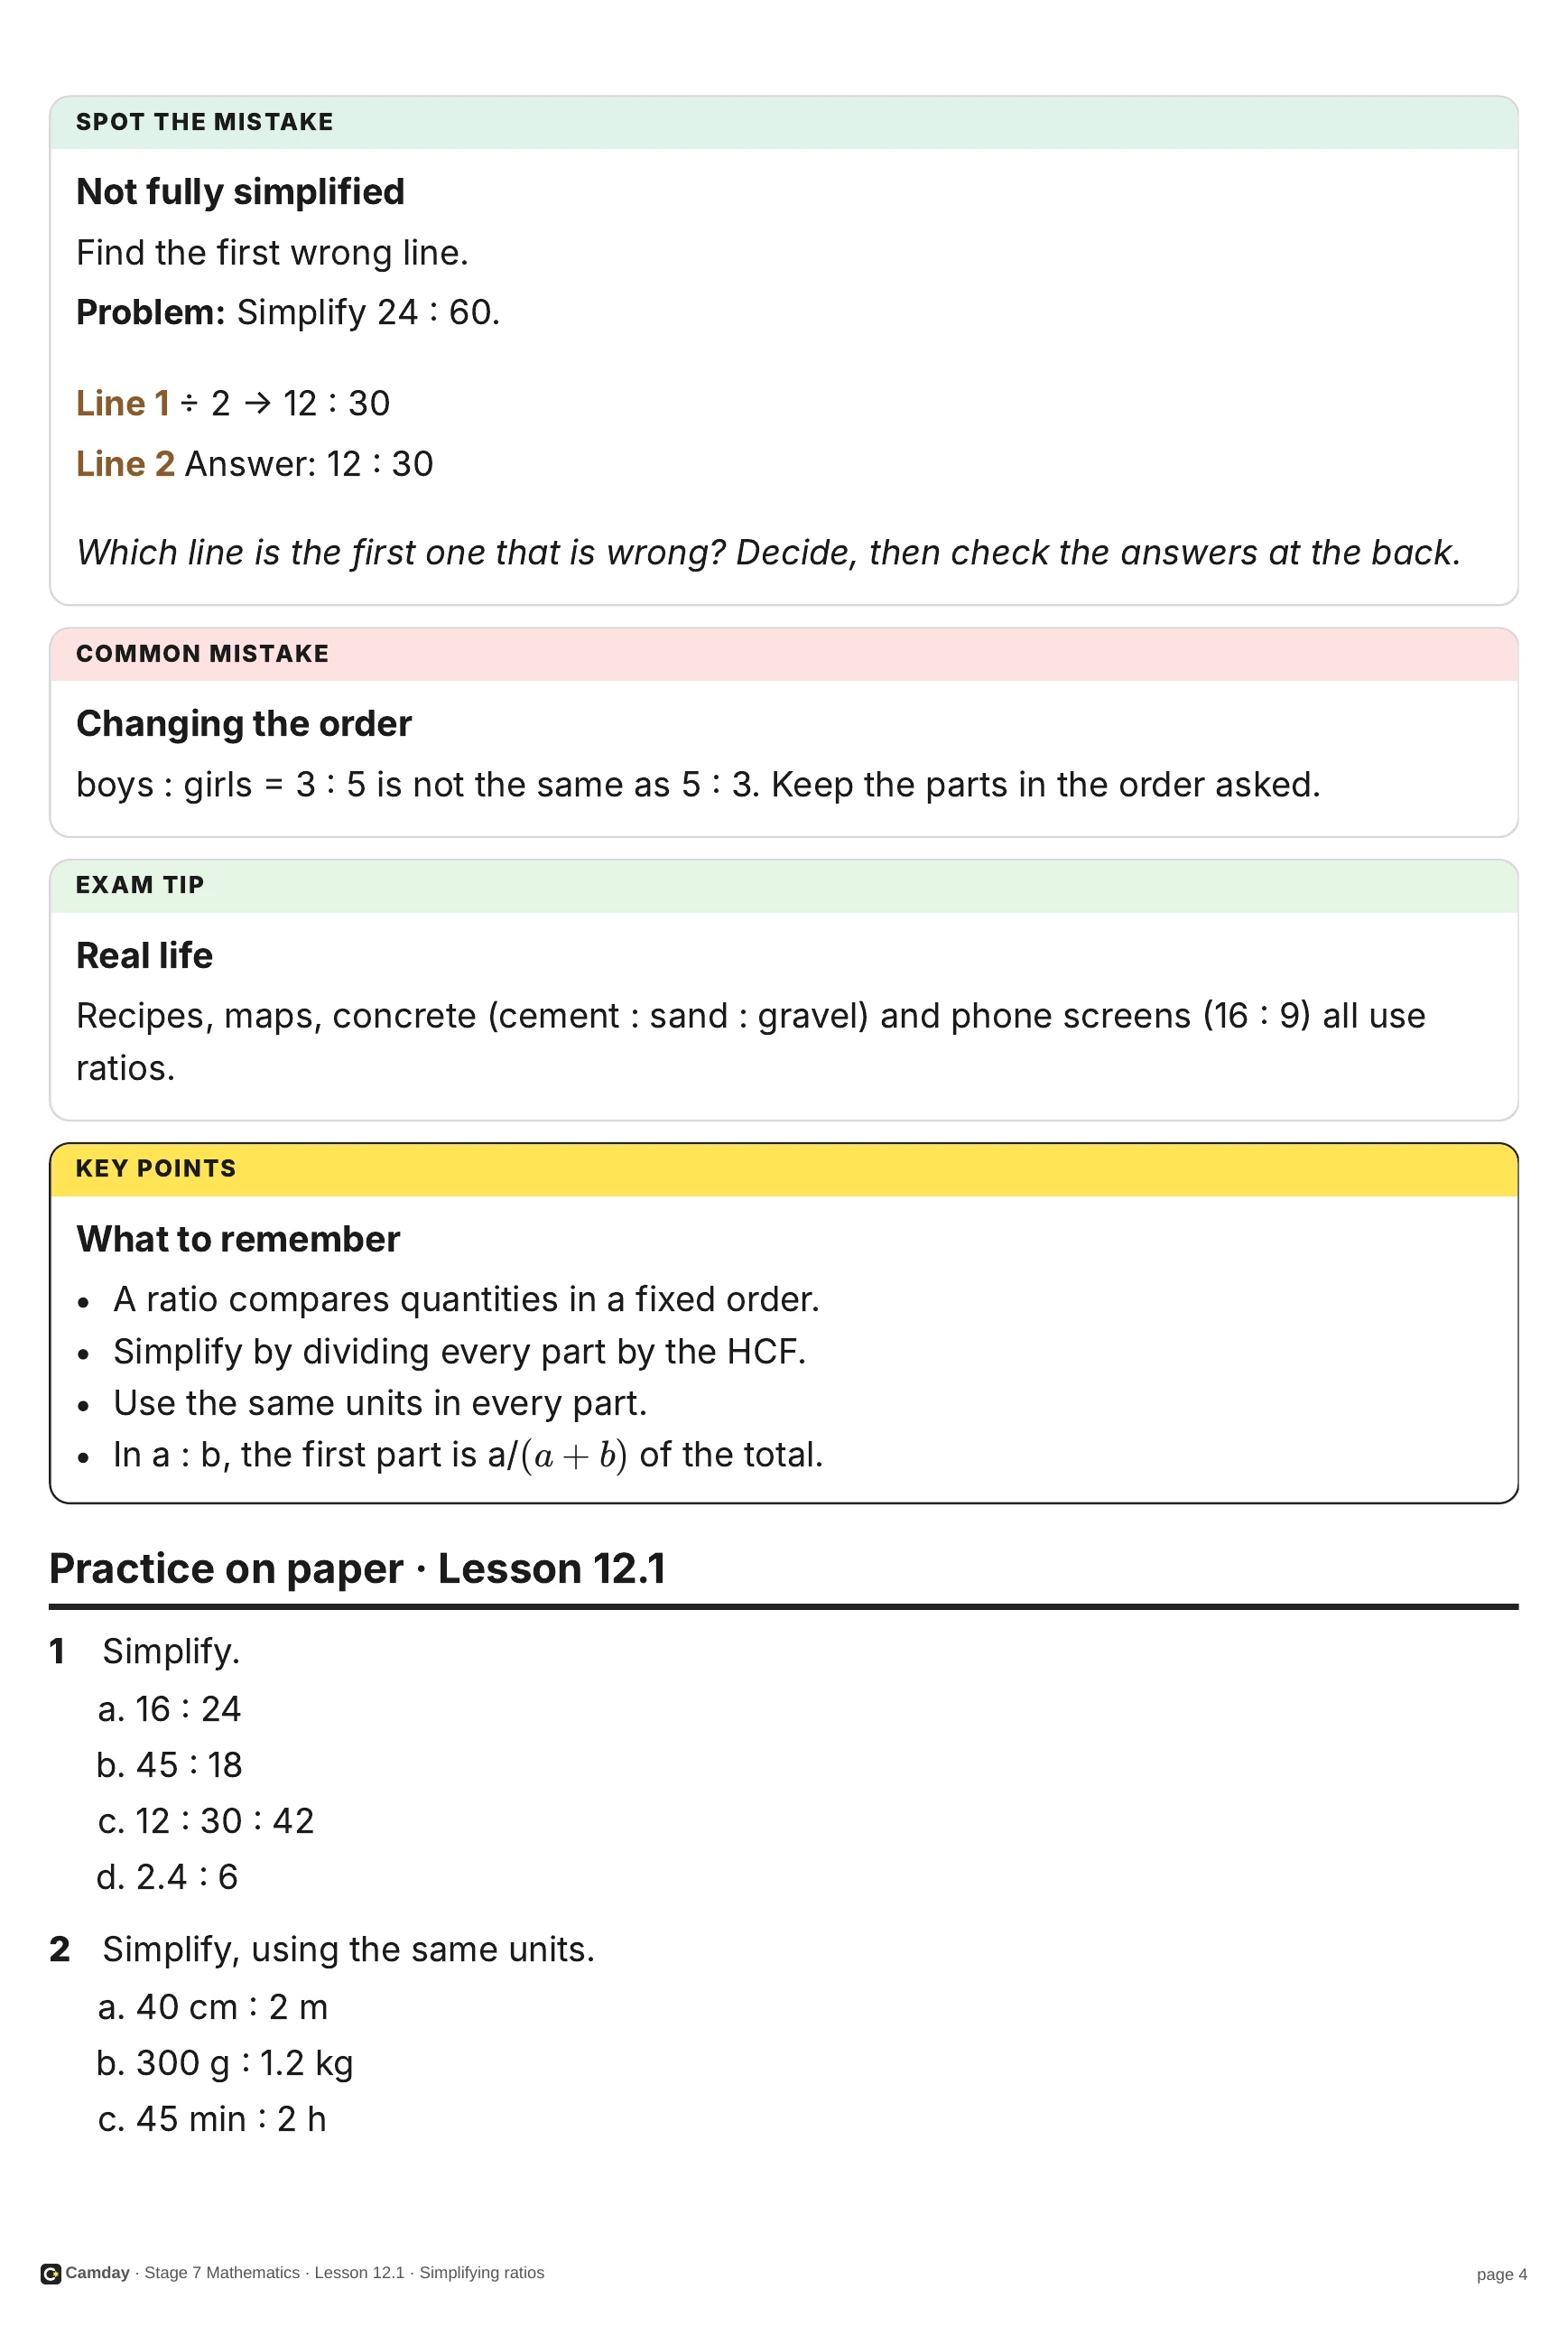 SPOT THE MISTAKE
Not fully simplified
Find the first wrong line.
Problem: Simplify 24 : 60.
Line 1 ÷ 2 → 12 : 30
Line 2 Answer: 12 : 30
Which line is the first one that is wrong? Decide, then check the answers at the back.
COMMON MISTAKE
Changing the order
boys : girls = 3 : 5 is not the same as 5 : 3. Keep the parts in the order asked.
EXAM TIP
Real life
Recipes, maps, concrete (cement : sand : gravel) and phone screens (16 : 9) all use
ratios.
KEY POINTS
What to remember
• A ratio compares quantities in a fixed order.
• Simplify by dividing every part by the HCF.
• Use the same units in every part.
• In a : b, the first part is a/(a + b) of the total.
Practice on paper · Lesson 12.1
1 Simplify.
a. 16 : 24
b. 45 : 18
c. 12 : 30 : 42
d. 2.4 : 6
2 Simplify, using the same units.
a. 40 cm : 2 m
b. 300 g : 1.2 kg
c. 45 min : 2 h
Camday · Stage 7 Mathematics · Lesson 12.1 · Simplifying ratios
page 4